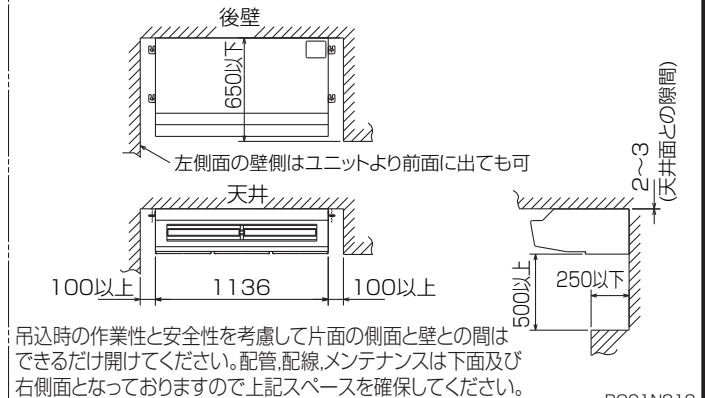 後壁
650以下
左側面の壁側はユニットより前面に出ても可
2～3
(天井面との隙間)
天井
100以上
1136
100以上
500以上
250以下
吊込時の作業性と安全性を考慮して片面の側面と壁との間は
できるだけ開けてください。配管,配線,メンテナンスは下面及び
右側面となっておりますので上記スペースを確保してください。